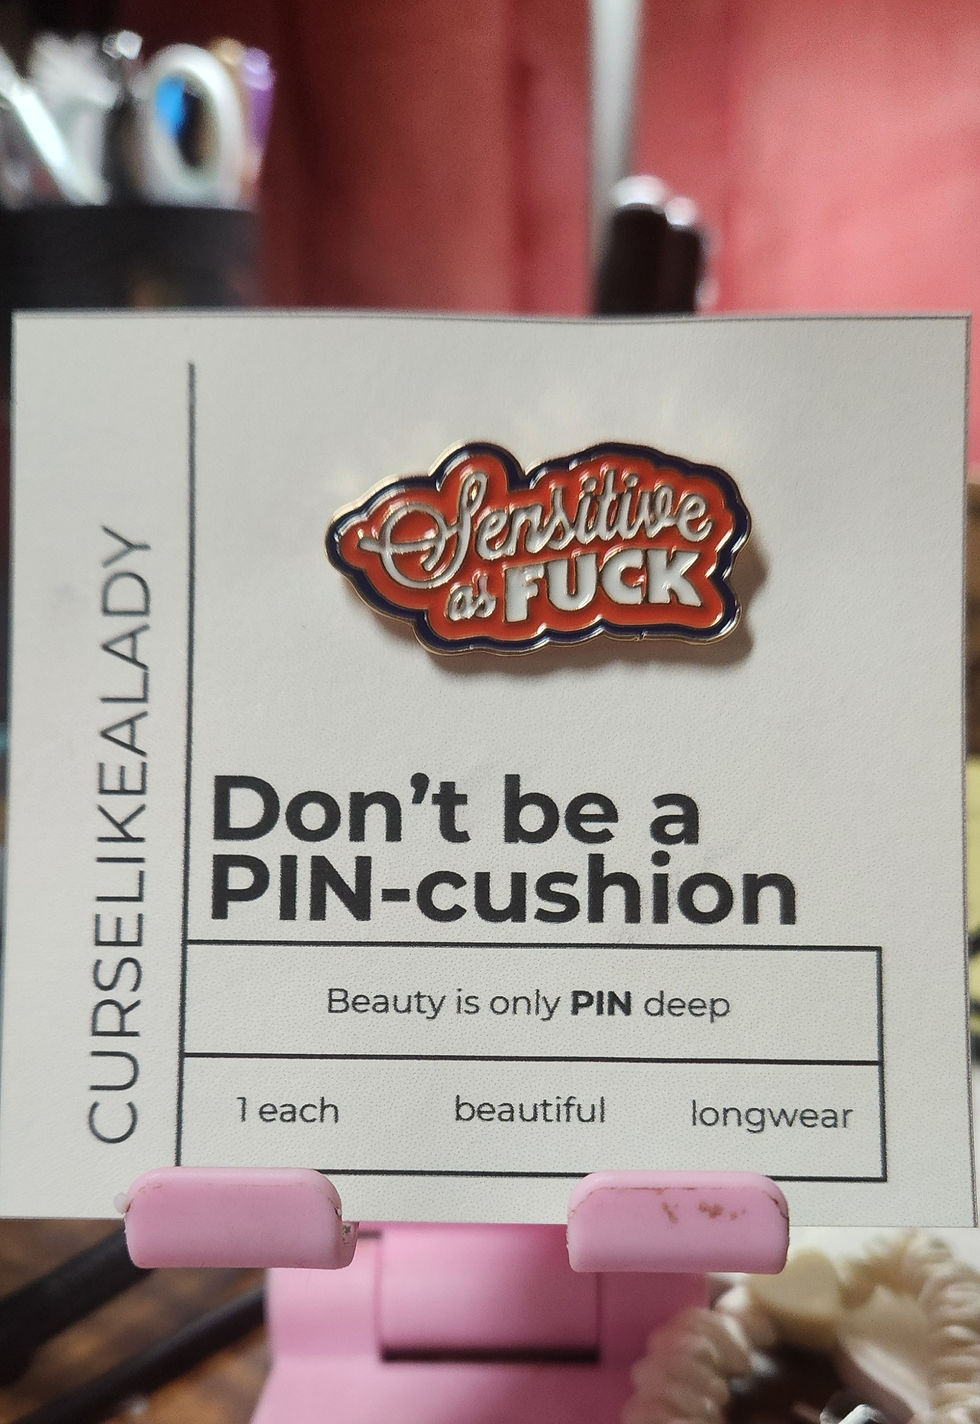 CURSELIKEALADY
Sensitive
as FUCK
Don't be a
PIN-cushion
Beauty is only PIN deep
1 each beautiful longwear